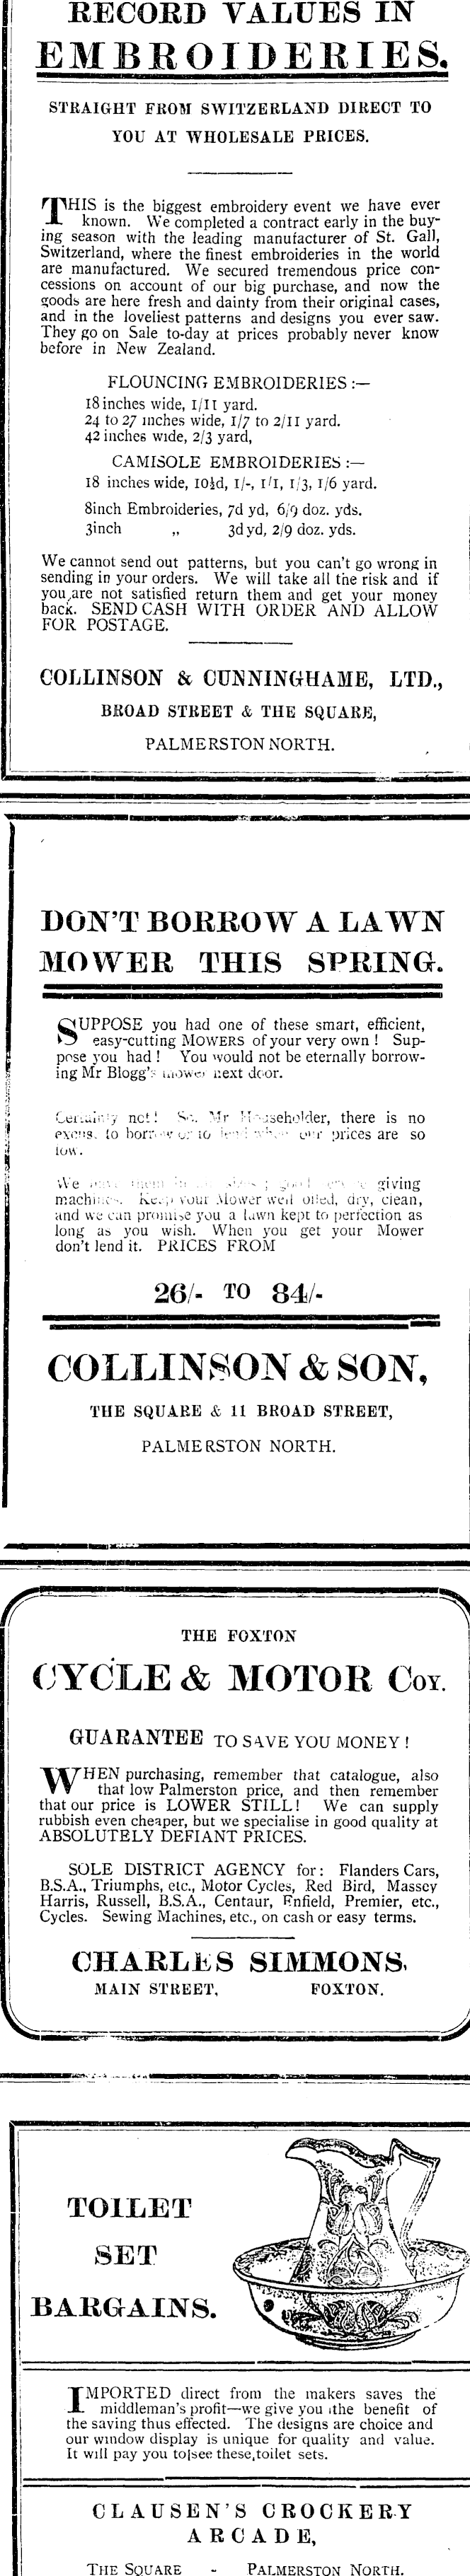 RECORD VALUES IN
EMBROIDERIES.
STRAIGHT FROM SWITZERLAND DIRECT TO
YOU AT WHOLESALE PRICES.
THIS is the biggest embroidery event we have ever
known. We completed a contract early in the buy-
ing season with the leading manufacturer of St. Gall,
Switzerland, where the finest embroideries in the world
are manufactured. We secured tremendous price con-
cessions on account of our big purchase, and now the
goods are here fresh and dainty from their original cases,
and in the loveliest patterns and designs you ever saw.
They go on Sale to-day at prices probably never know
before in New Zealand.
FLOUNCING EMBROIDERIES :—
18 inches wide, 1/11 yard.
24 to 27 inches wide, 1/7 to 2/11 yard.
42 inches wide, 2/3 yard,
CAMISOLE EMBROIDERIES :—
18 inches wide, 10½d, 1/-, 1/1, 1/3, 1/6 yard.
8inch Embroideries, 7d yd, 6/9 doz. yds.
3inch „ 3d yd, 2/9 doz. yds.
We cannot send out patterns, but you can't go wrong in
sending in your orders. We will take all the risk and if
you are not satisfied return them and get your money
back. SEND CASH WITH ORDER AND ALLOW
FOR POSTAGE.
COLLINSON & CUNNINGHAME, LTD.,
BROAD STREET & THE SQUARE,
PALMERSTON NORTH.
DON'T BORROW A LAWN
MOWER THIS SPRING.
SUPPOSE you had one of these smart, efficient,
easy-cutting MOWERS of your very own ! Sup-
pose you had ! You would not be eternally borrow-
ing Mr Blogg's mower next door.
Certainly not! So, Mr Householder, there is no
excuse to borrow or to lend when our prices are so
low.
We have them in giving
machines. Keep your Mower well oiled, dry, clean,
and we can promise you a lawn kept to perfection as
long as you wish. When you get your Mower
don't lend it. PRICES FROM
26/- TO 84/-
COLLINSON & SON,
THE SQUARE & 11 BROAD STREET,
PALMERSTON NORTH.
THE FOXTON
CYCLE & MOTOR COY.
GUARANTEE TO SAVE YOU MONEY !
WHEN purchasing, remember that catalogue, also
that low Palmerston price, and then remember
that our price is LOWER STILL! We can supply
rubbish even cheaper, but we specialise in good quality at
ABSOLUTELY DEFIANT PRICES.
SOLE DISTRICT AGENCY for: Flanders Cars,
B.S.A., Triumphs, etc., Motor Cycles, Red Bird, Massey
Harris, Russell, B.S.A., Centaur, Enfield, Premier, etc.,
Cycles. Sewing Machines, etc., on cash or easy terms.
CHARLES SIMMONS,
MAIN STREET, FOXTON.
TOILET
SET
BARGAINS.
IMPORTED direct from the makers saves the
middleman's profit—we give you the benefit of
the saving thus effected. The designs are choice and
our window display is unique for quality and value.
It will pay you to see these toilet sets.
CLAUSEN'S CROCKERY
ARCADE,
THE SQUARE - PALMERSTON NORTH.